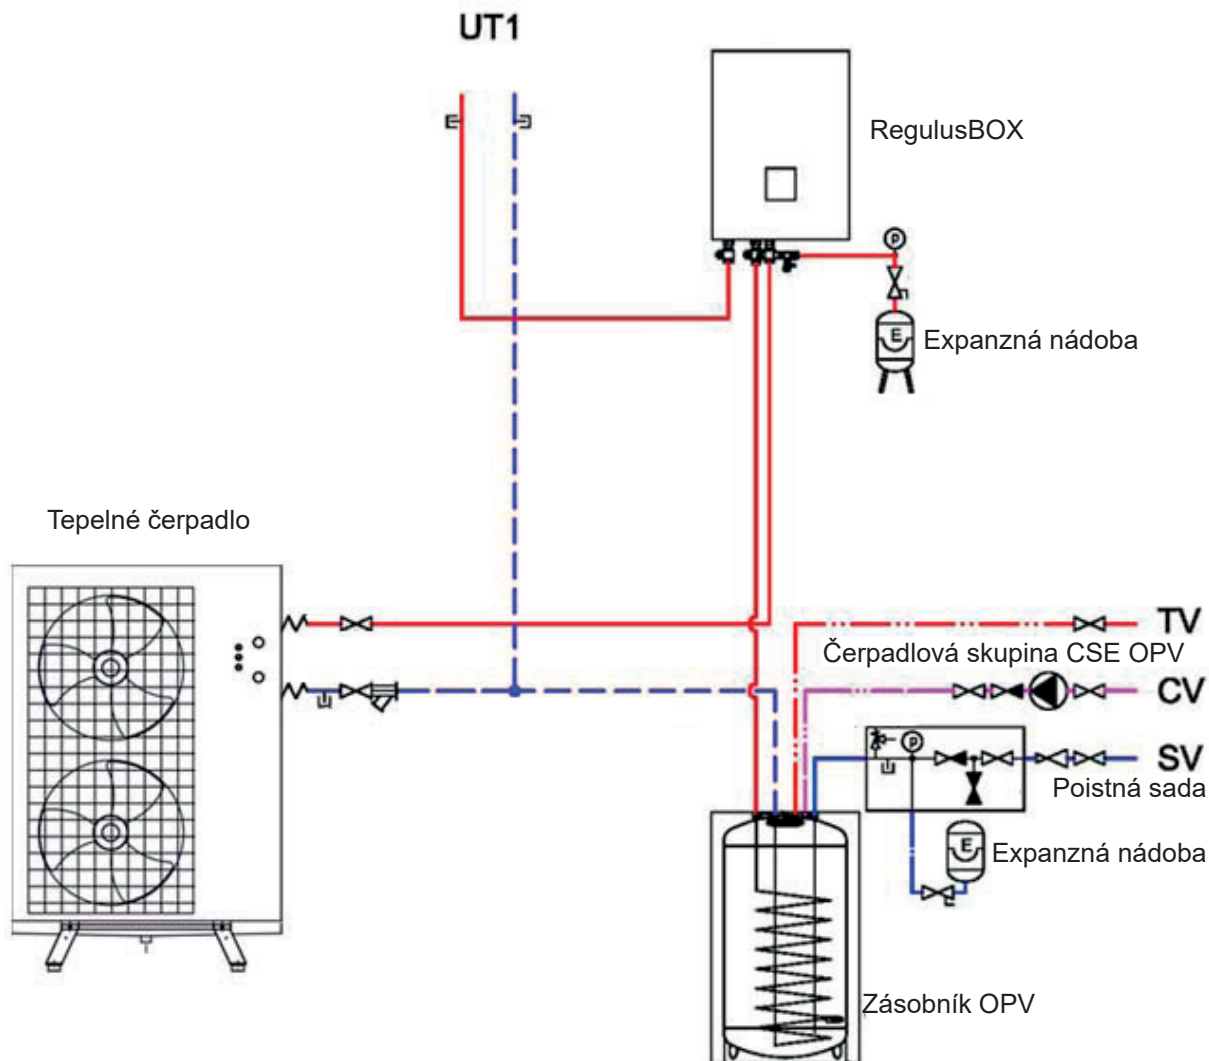 UT1
RegulusBOX
P
E
Expanzná nádoba
Tepelné čerpadlo
TV
Čerpadlová skupina CSE OPV
CV
P
SV
Poistná sada
E
Expanzná nádoba
Zásobník OPV